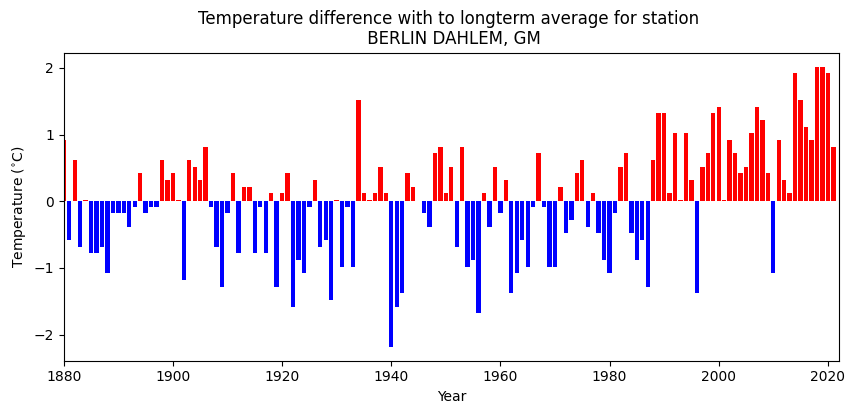 Temperature difference with to longterm average for station
BERLIN DAHLEM, GM
2
1
0
−1
−2
Temperature (°C)
1880 1900 1920 1940 1960 1980 2000 2020
Year